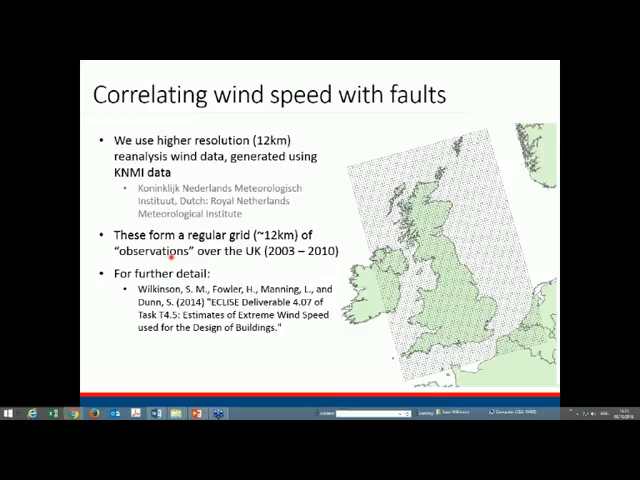 Correlating wind speed with faults
• We use higher resolution (12km)
reanalysis wind data, generated using
KNMI data
• Koninklijk Nederlands Meteorologisch
Instituut, Dutch: Royal Netherlands
Meteorological Institute
• These form a regular grid (~12km) of
"observations" over the UK (2003 – 2010)
• For further detail:
• Wilkinson, S. M., Fowler, H., Manning, L., and
Dunn, S. (2014) "ECLISE Deliverable 4.07 of
Task T4.5: Estimates of Extreme Wind Speed
used for the Design of Buildings."